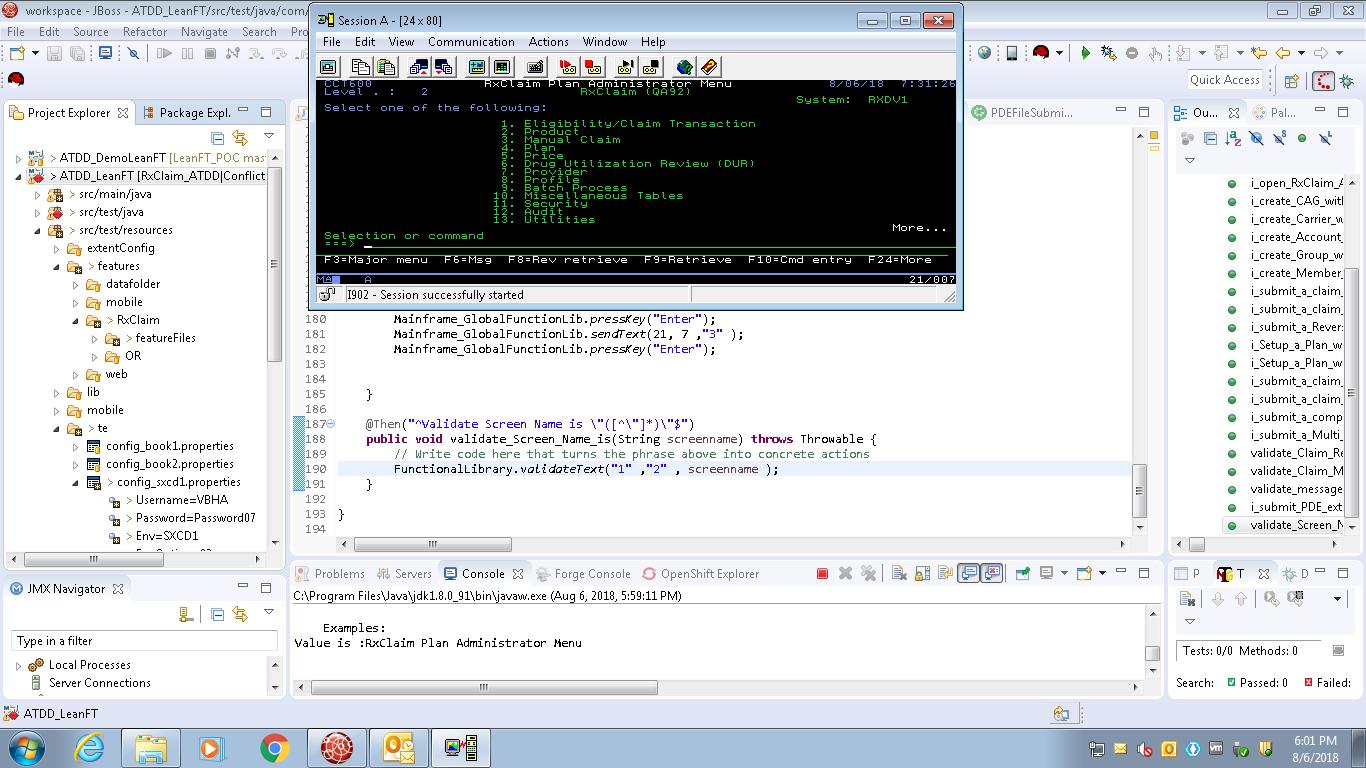 workspace - JBoss - ATDD_LeanFT/src/test/java/com/
File Edit Source Refactor Navigate Search
Quick Access
Project Explorer
Package Expl.
> ATDD_DemoLeanFT [LeanFT_POC mas
> ATDD_LeanFT [RxClaim_ATDD|Conflict
> src/main/java
> src/test/java
> src/test/resources
extentConfig
> features
datafolder
mobile
> RxClaim
> featureFiles
OR
web
> lib
mobile
> te
config_book1.properties
config_book2.properties
> config_sxcd1.properties
> Username=VBHA
> Password=Password07
> Env=SXCD1
JMX Navigator
Type in a filter
Local Processes
Server Connections
ATDD_LeanFT
Session A - [24 x 80]
File Edit View Communication Actions Window Help
CCT600 RxClaim Plan Administrator Menu 8/06/18 7:31:26
Level . : 2 RxClaim (QA92)
System: RXDV1
Select one of the following:
1. Eligibility/Claim Transaction
2. Product
3. Manual Claim
4. Plan
5. Price
6. Drug Utilization Review (DUR)
7. Provider
8. Profile
9. Batch Process
10. Miscellaneous Tables
11. Security
12. Audit
13. Utilities
More...
Selection or command
===>
F3=Major menu F6=Msg F8=Rev retrieve F9=Retrieve F10=Cmd entry F24=More
MA A 21/007
I902 - Session successfully started
PDEFileSubmi...
180 Mainframe_GlobalFunctionLib.pressKey("Enter");
181 Mainframe_GlobalFunctionLib.sendText(21, 7 ,"3" );
182 Mainframe_GlobalFunctionLib.pressKey("Enter");
183
184
185 }
186
187 @Then("^Validate Screen Name is \"([^\"]*)\"$")
188 public void validate_Screen_Name_is(String screenname) throws Throwable {
189 // Write code here that turns the phrase above into concrete actions
190 FunctionalLibrary.validateText("1" ,"2" , screenname );
191 }
192
193 }
194
Ou...
Pal...
i_open_RxClaim_A
i_create_CAG_with
i_create_Carrier_w
i_create_Account_
i_create_Group_w
i_create_Member_
i_submit_a_claim_
i_submit_a_claim_
i_submit_a_Revers
i_Setup_a_Plan_w
i_Setup_a_Plan_w
i_submit_a_claim_
i_submit_a_claim_
i_submit_a_comp
i_submit_a_Multi_
validate_Claim_Re
validate_Claim_M
validate_message
i_submit_PDE_ext
validate_Screen_N
Problems Servers Console Forge Console OpenShift Explorer
C:\Program Files\Java\jdk1.8.0_91\bin\javaw.exe (Aug 6, 2018, 5:59:11 PM)
Examples:
Value is :RxClaim Plan Administrator Menu
P T D
Tests: 0/0 Methods: 0
Search: Passed: 0 Failed:
6:01 PM
8/6/2018